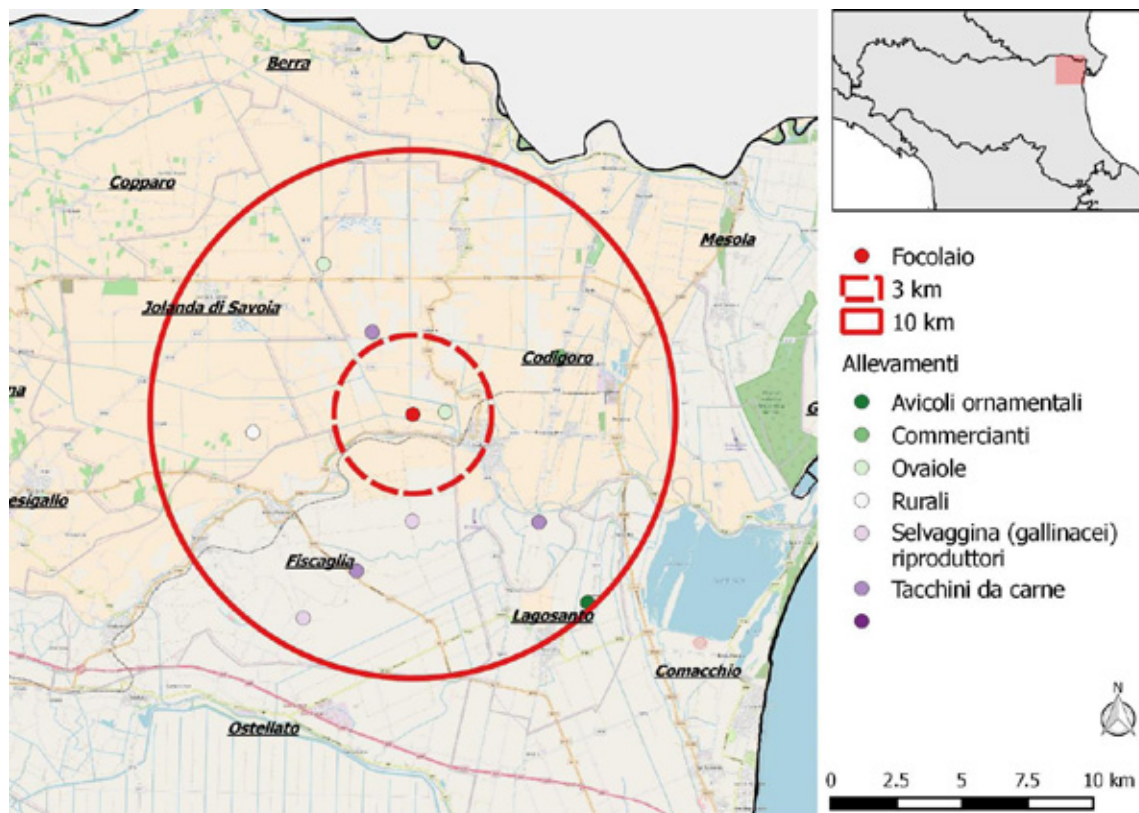 Berra
Copparo
Mesola
Jolanda di Savoia
Codigoro
na
G
esigallo
Fiscaglia
Lagosanto
Comacchio
Ostellato
Focolaio
3 km
10 km
Allevamenti
Avicoli ornamentali
Commercianti
Ovaiole
Rurali
Selvaggina (gallinacei)
riproduttori
Tacchini da carne
N
0 2.5 5 7.5 10 km